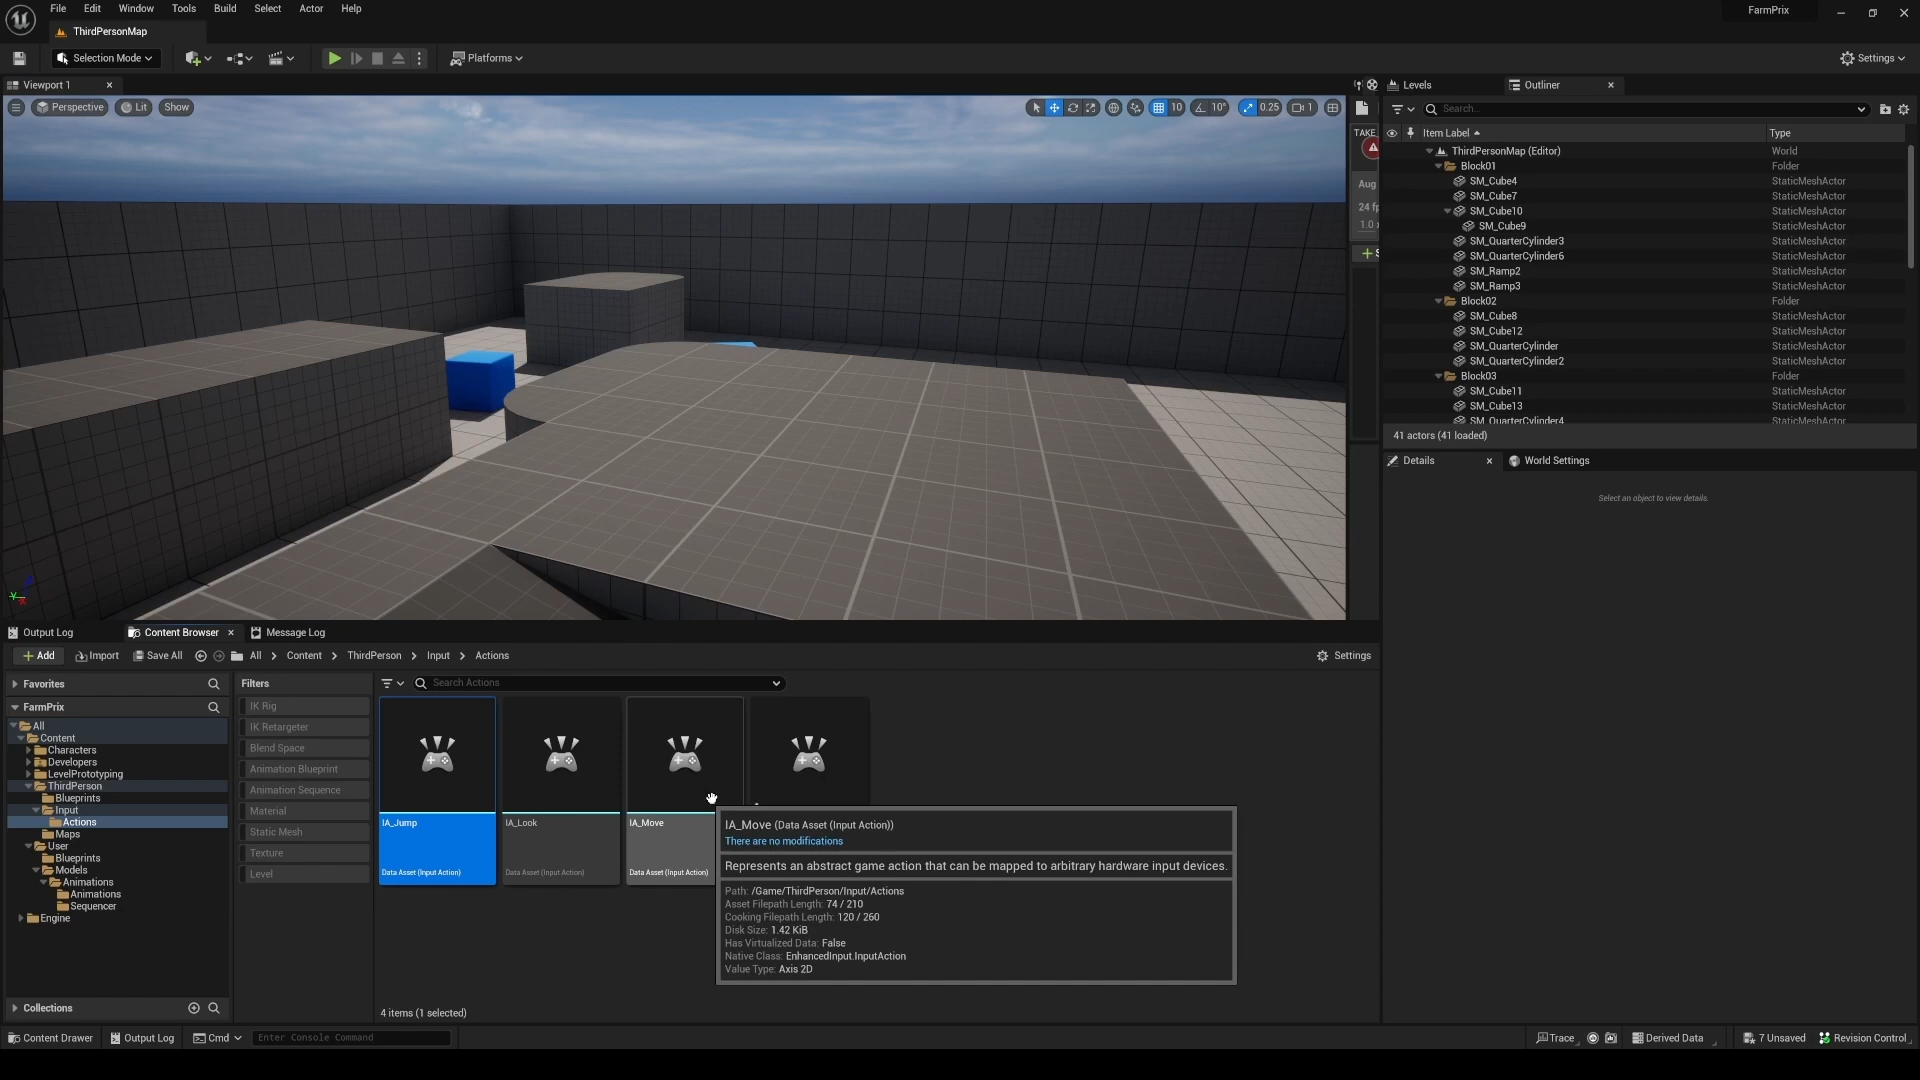 File Edit Window Tools Build Select Actor Help
FarmPrix
ThirdPersonMap
Selection Mode
Platforms
Settings
Viewport 1
Perspective Lit Show
10 10° 0.25 1
TAKE
Aug
24 fp
1.0
Levels
Outliner
Search...
Item Label Type
ThirdPersonMap (Editor) World
Block01 Folder
SM_Cube4 StaticMeshActor
SM_Cube7 StaticMeshActor
SM_Cube10 StaticMeshActor
SM_Cube9 StaticMeshActor
SM_QuarterCylinder3 StaticMeshActor
SM_QuarterCylinder6 StaticMeshActor
SM_Ramp2 StaticMeshActor
SM_Ramp3 StaticMeshActor
Block02 Folder
SM_Cube8 StaticMeshActor
SM_Cube12 StaticMeshActor
SM_QuarterCylinder StaticMeshActor
SM_QuarterCylinder2 StaticMeshActor
Block03 Folder
SM_Cube11 StaticMeshActor
SM_Cube13 StaticMeshActor
SM_QuarterCylinder4 StaticMeshActor
41 actors (41 loaded)
Details
World Settings
Select an object to view details.
Output Log
Content Browser
Message Log
Add Import Save All All > Content > ThirdPerson > Input > Actions
Settings
Favorites
FarmPrix
All
Content
Characters
Developers
LevelPrototyping
ThirdPerson
Blueprints
Input
Actions
Maps
User
Blueprints
Models
Animations
Animations
Sequencer
Engine
Collections
Filters
IK Rig
IK Retargeter
Blend Space
Animation Blueprint
Animation Sequence
Material
Static Mesh
Texture
Level
Search Actions
IA_Jump
Data Asset (Input Action)
IA_Look
Data Asset (Input Action)
IA_Move
Data Asset (Input Action)
IA_Move (Data Asset (Input Action))
There are no modifications
Represents an abstract game action that can be mapped to arbitrary hardware input devices.
Path: /Game/ThirdPerson/Input/Actions
Asset Filepath Length: 74 / 210
Cooking Filepath Length: 120 / 260
Disk Size: 1.42 KiB
Has Virtualized Data: False
Native Class: EnhancedInput.InputAction
Value Type: Axis 2D
4 items (1 selected)
Content Drawer Output Log Cmd Enter Console Command
Trace Derived Data 7 Unsaved Revision Control